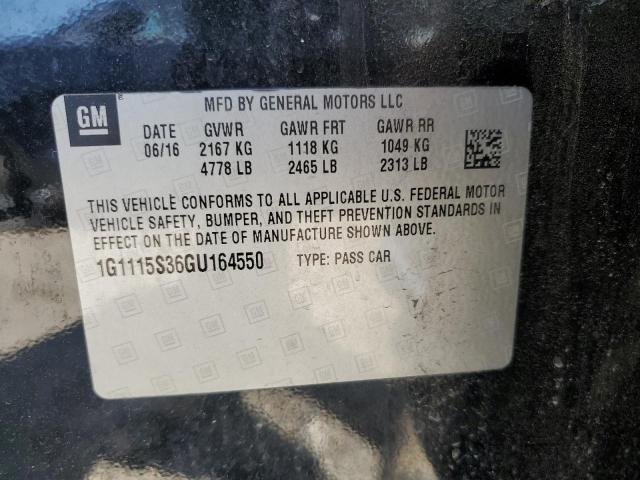 GM
MFD BY GENERAL MOTORS LLC
DATE GVWR GAWR FRT GAWR RR
06/16 2167 KG 1118 KG 1049 KG
4778 LB 2465 LB 2313 LB
THIS VEHICLE CONFORMS TO ALL APPLICABLE U.S. FEDERAL MOTOR
VEHICLE SAFETY, BUMPER, AND THEFT PREVENTION STANDARDS IN
EFFECT ON THE DATE OF MANUFACTURE SHOWN ABOVE.
1G1115S36GU164550 TYPE: PASS CAR